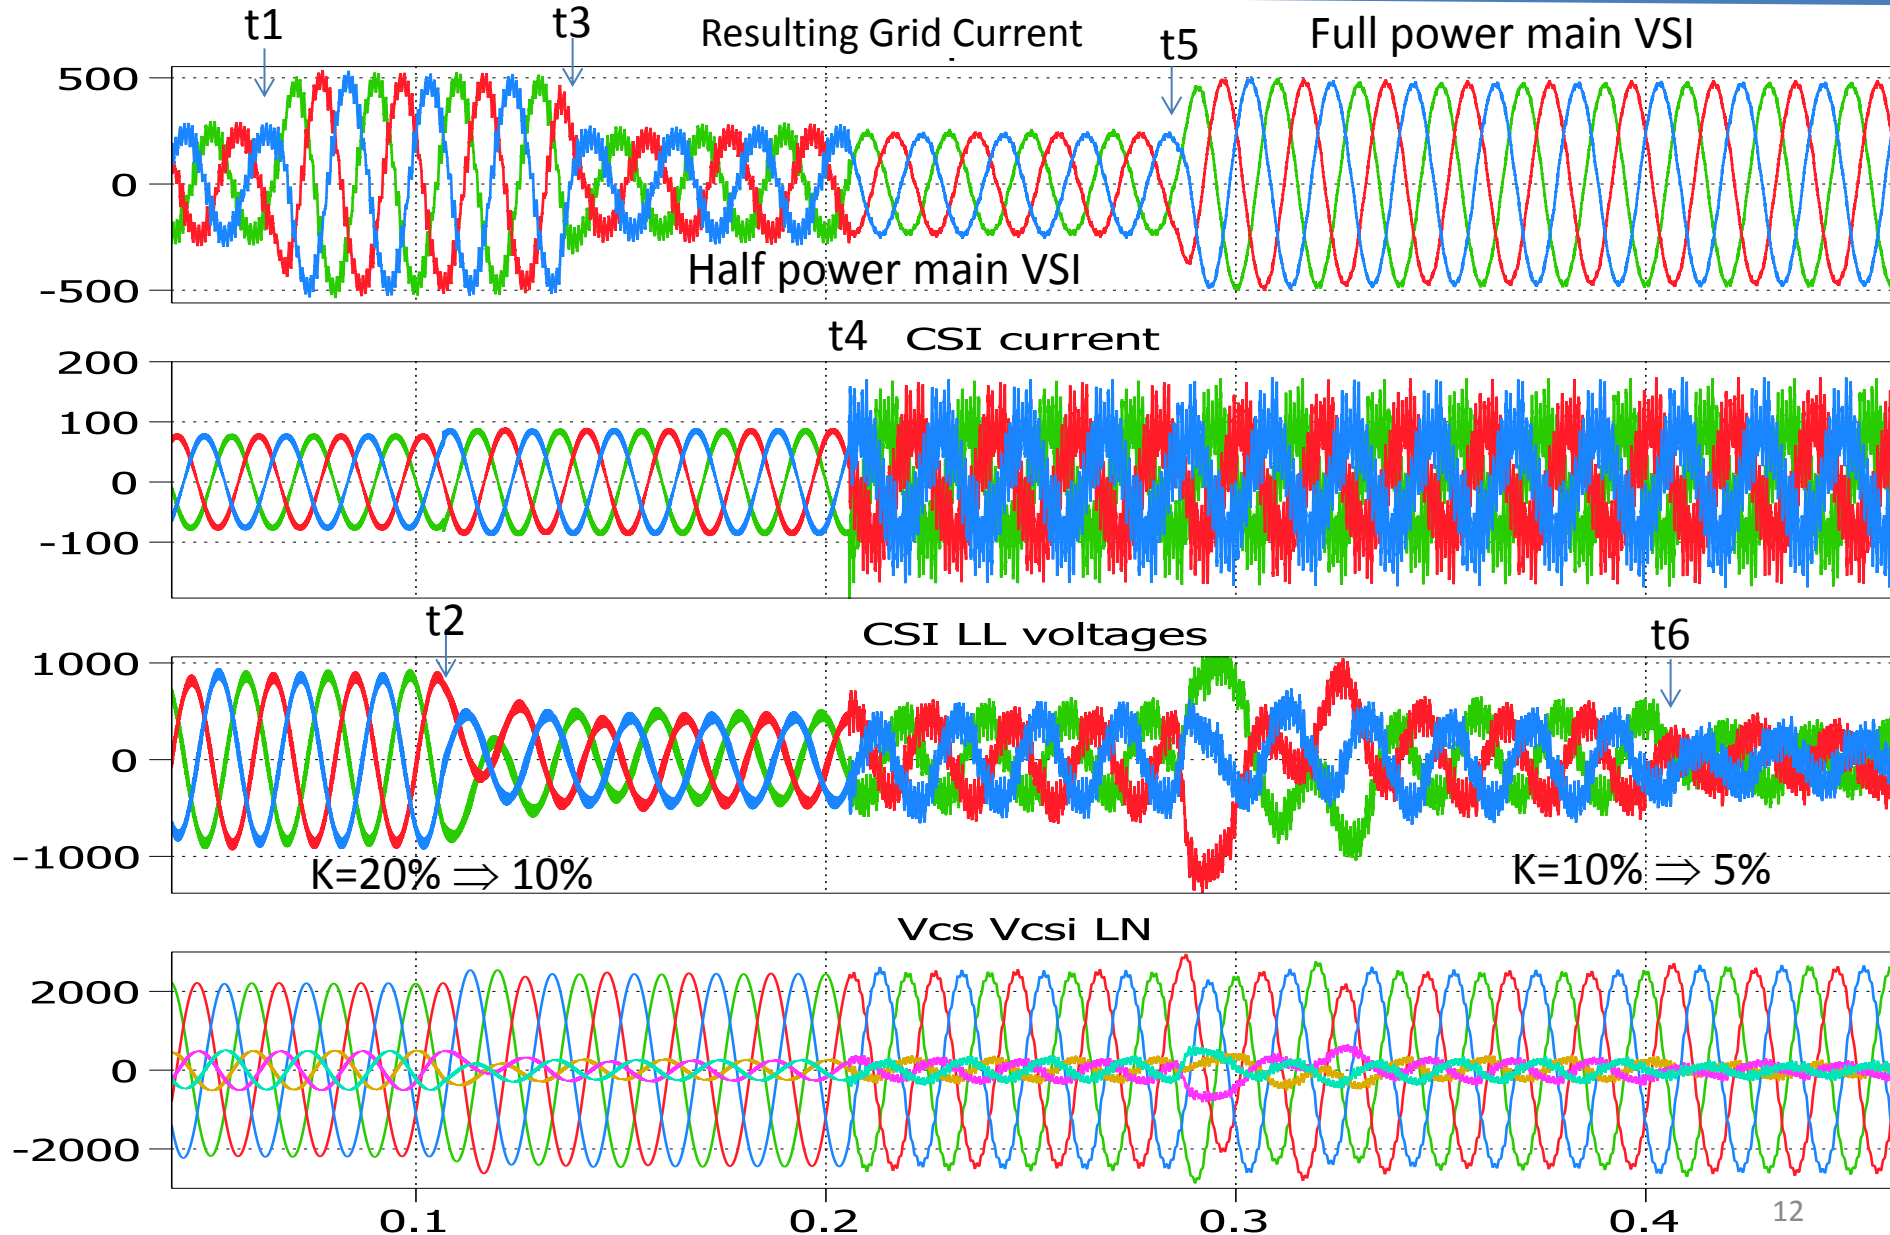 t1
t3
Resulting Grid Current
t5
Full power main VSI
500
0
-500
Half power main VSI
t4
CSI current
200
100
0
-100
t2
CSI LL voltages
t6
1000
0
-1000
K=20% ⇒ 10%
K=10% ⇒ 5%
Vcs Vcsi LN
2000
0
-2000
0.1
0.2
0.3
0.4
12